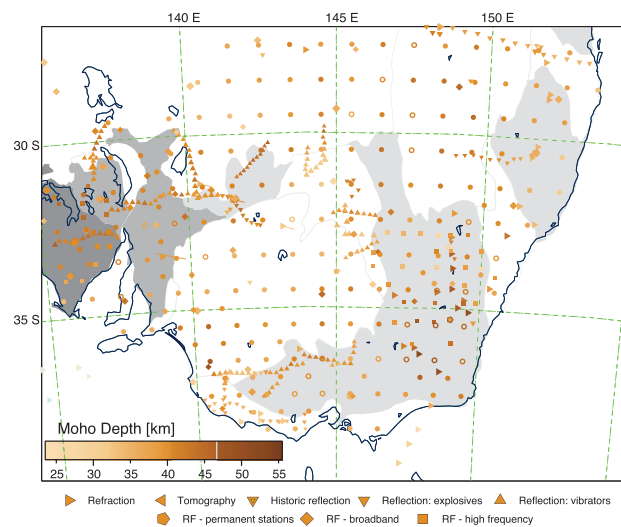 140 E 145 E 150 E
30 S
35 S
Moho Depth [km]
25 30 35 40 45 50 55
Refraction Tomography Historic reflection Reflection: explosives Reflection: vibrators
RF - permanent stations RF - broadband RF - high frequency